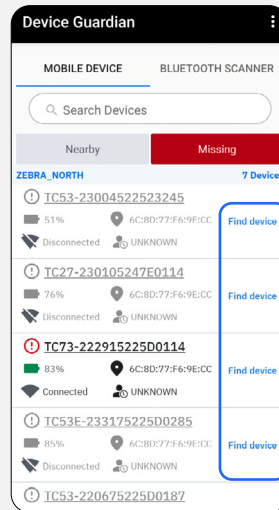 Device Guardian
MOBILE DEVICE BLUETOOTH SCANNER
Search Devices
Nearby Missing
ZEBRA_NORTH 7 Device
TC53-23004522523245
51% 6C:8D:77:F6:9E:CC Find device
Disconnected UNKNOWN
TC27-230105247E0114
76% 6C:8D:77:F6:9E:CC Find device
Disconnected UNKNOWN
TC73-222915225D0114
83% 6C:8D:77:F6:9E:CC Find device
Connected UNKNOWN
TC53E-233175225D0285
85% 6C:8D:77:F6:9E:CC Find device
Disconnected UNKNOWN
TC53-220675225D0187